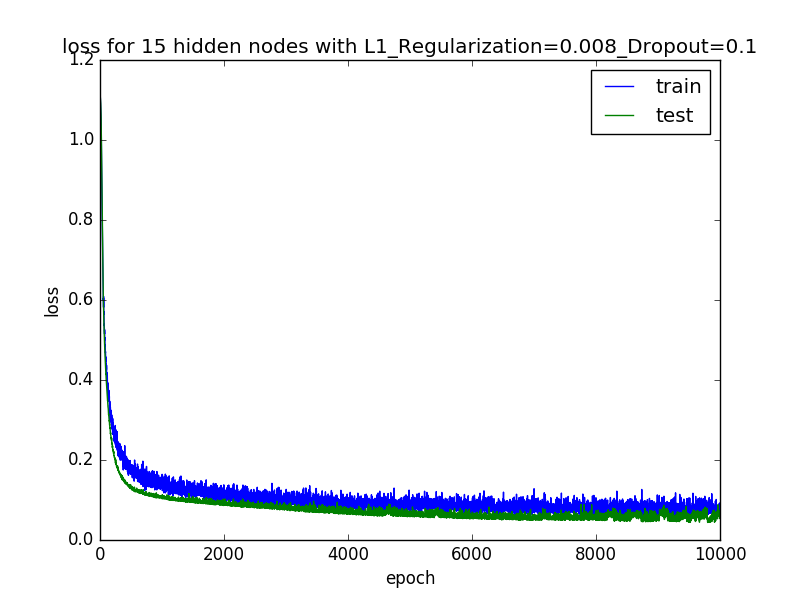 loss for 15 hidden nodes with L1_Regularization=0.008_Dropout=0.1
1.2
1.0
0.8
0.6
0.4
0.2
0.0
loss
train
test
0 2000 4000 6000 8000 10000
epoch